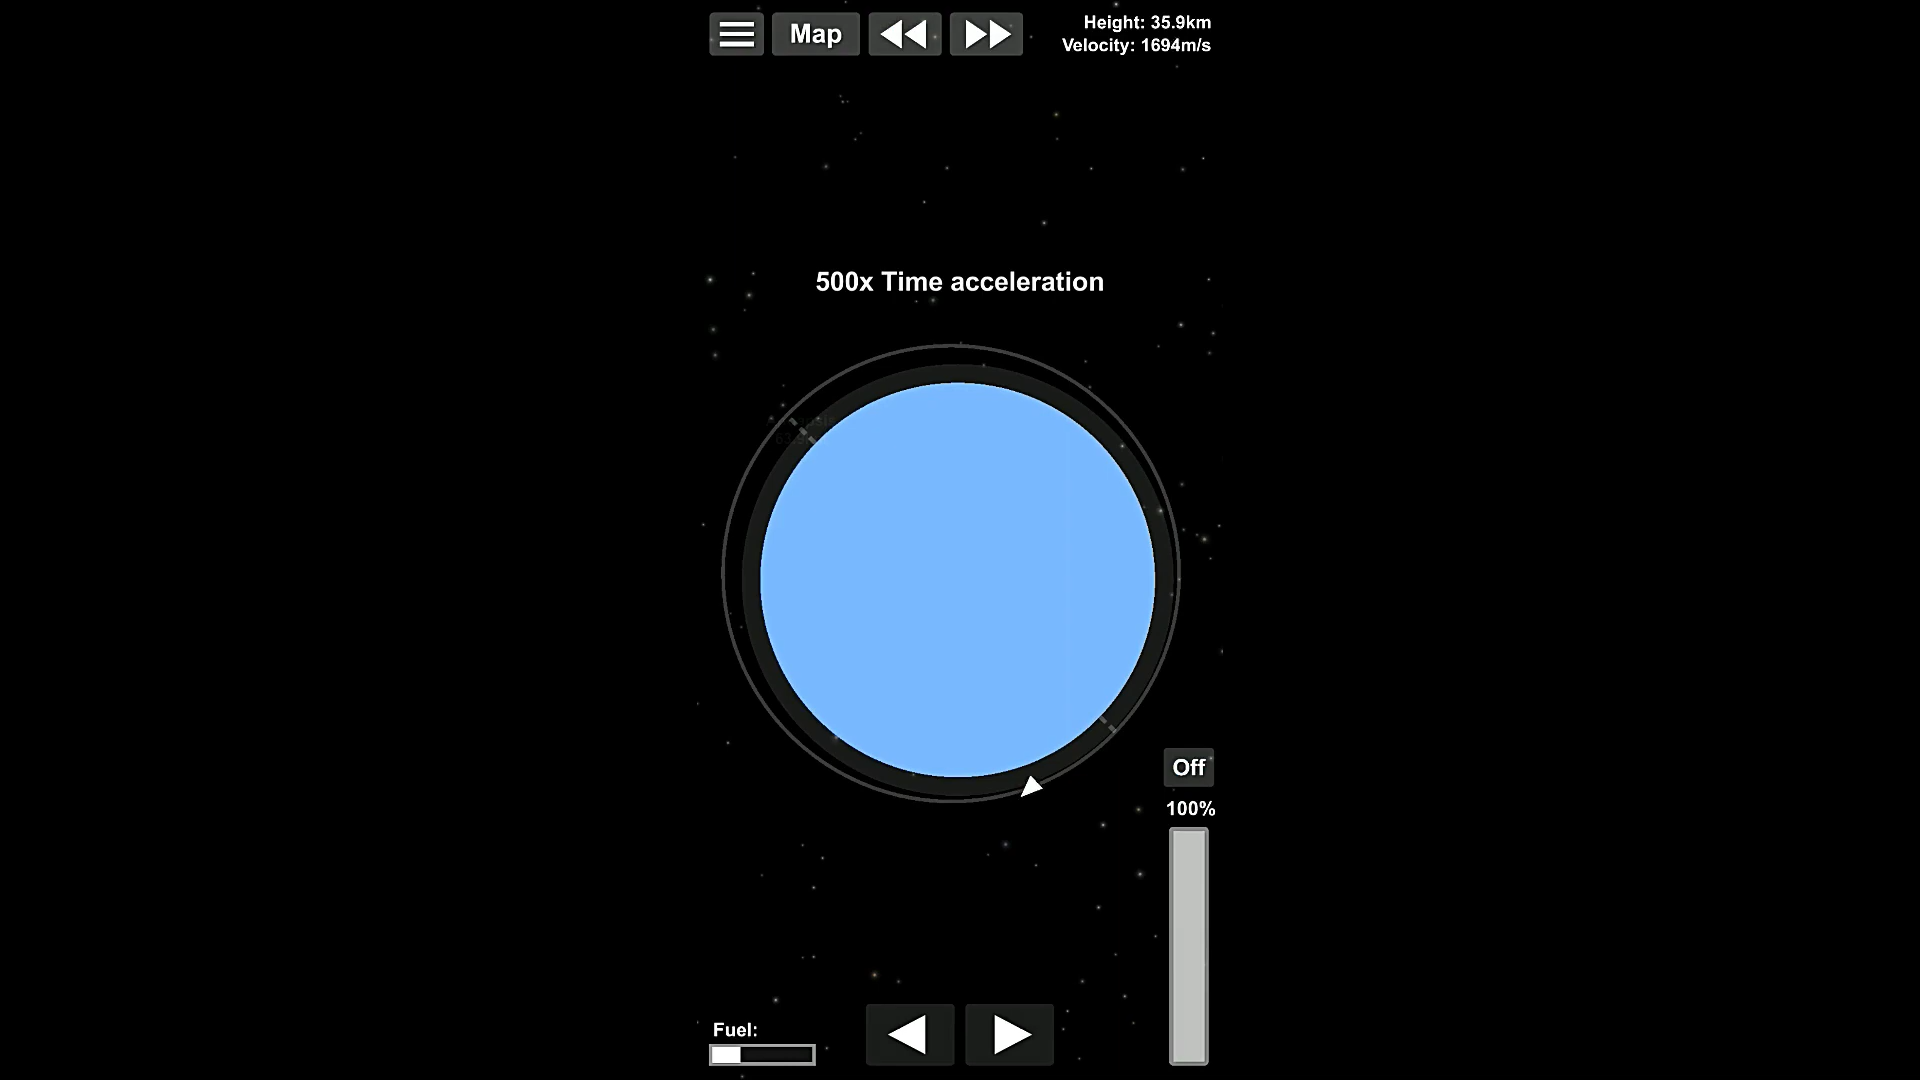 Map
Height: 35.9km
Velocity: 1694m/s
500x Time acceleration
Off
100%
Fuel: